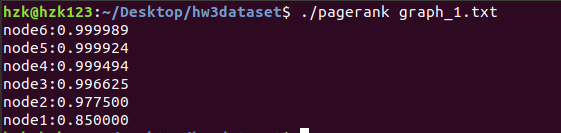 hzk@hzk123:~/Desktop/hw3dataset$ ./pagerank graph_1.txt
node6:0.999989
node5:0.999924
node4:0.999494
node3:0.996625
node2:0.977500
node1:0.850000